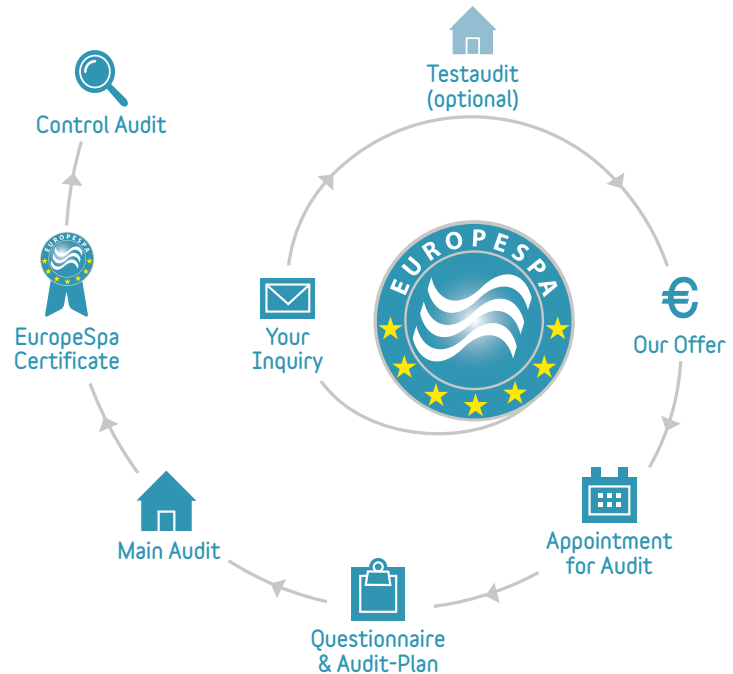 Testaudit
(optional)
Control Audit
EUROPESPA
EUROPESPA
€
EuropeSpa
Certificate
Your
Inquiry
Our Offer
Main Audit
Appointment
for Audit
Questionnaire
& Audit-Plan